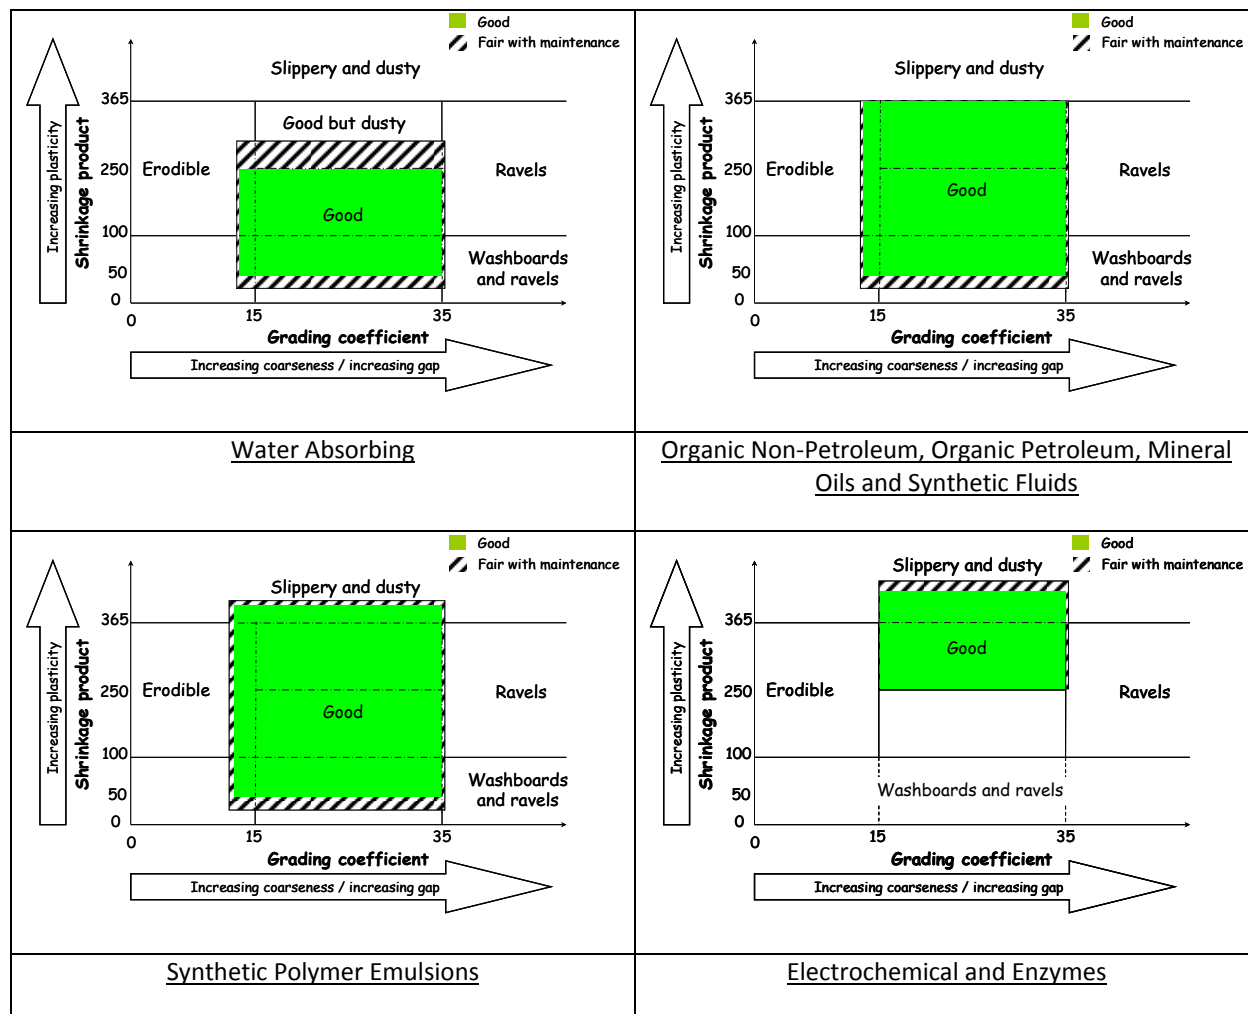 Good
Fair with maintenance
Slippery and dusty
Increasing plasticity
Shrinkage product
365
250
100
50
0
Good but dusty
Erodible
Good
Ravels
Washboards
and ravels
0
15
35
Grading coefficient
Increasing coarseness / increasing gap
Water Absorbing
Good
Fair with maintenance
Slippery and dusty
Increasing plasticity
Shrinkage product
365
250
100
50
0
Erodible
Good
Ravels
Washboards
and ravels
0
15
35
Grading coefficient
Increasing coarseness / increasing gap
Organic Non-Petroleum, Organic Petroleum, Mineral
Oils and Synthetic Fluids
Good
Fair with maintenance
Slippery and dusty
Increasing plasticity
Shrinkage product
365
250
100
50
0
Erodible
Good
Ravels
Washboards
and ravels
0
15
35
Grading coefficient
Increasing coarseness / increasing gap
Synthetic Polymer Emulsions
Good
Fair with maintenance
Slippery and dusty
Increasing plasticity
Shrinkage product
365
250
100
50
0
Erodible
Good
Ravels
Washboards and ravels
0
15
35
Grading coefficient
Increasing coarseness / increasing gap
Electrochemical and Enzymes